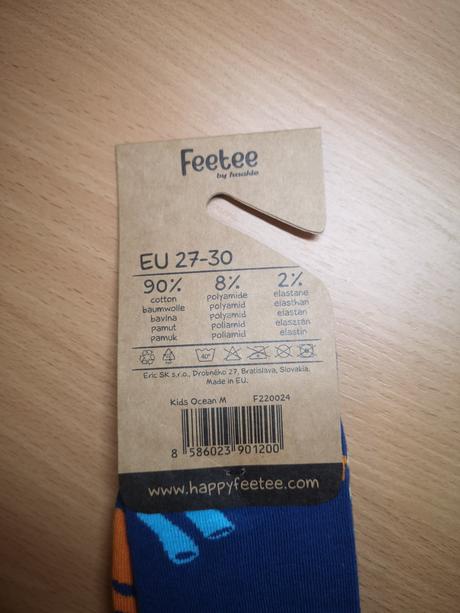 Feetee
by hawkie
EU 27-30
90% 8% 2%
cotton polyamide elastane
baumwolle polyamid elasthan
bavlna polyamid elastan
pamut poliamid elaszrán
pamuk poliamid elastin
40°
Eric SK s.r.o., Drobného 27, Bratislava, Slovakia.
Made in EU.
Kids Ocean M F220024
8 586023 901200
www.happyfeetee.com